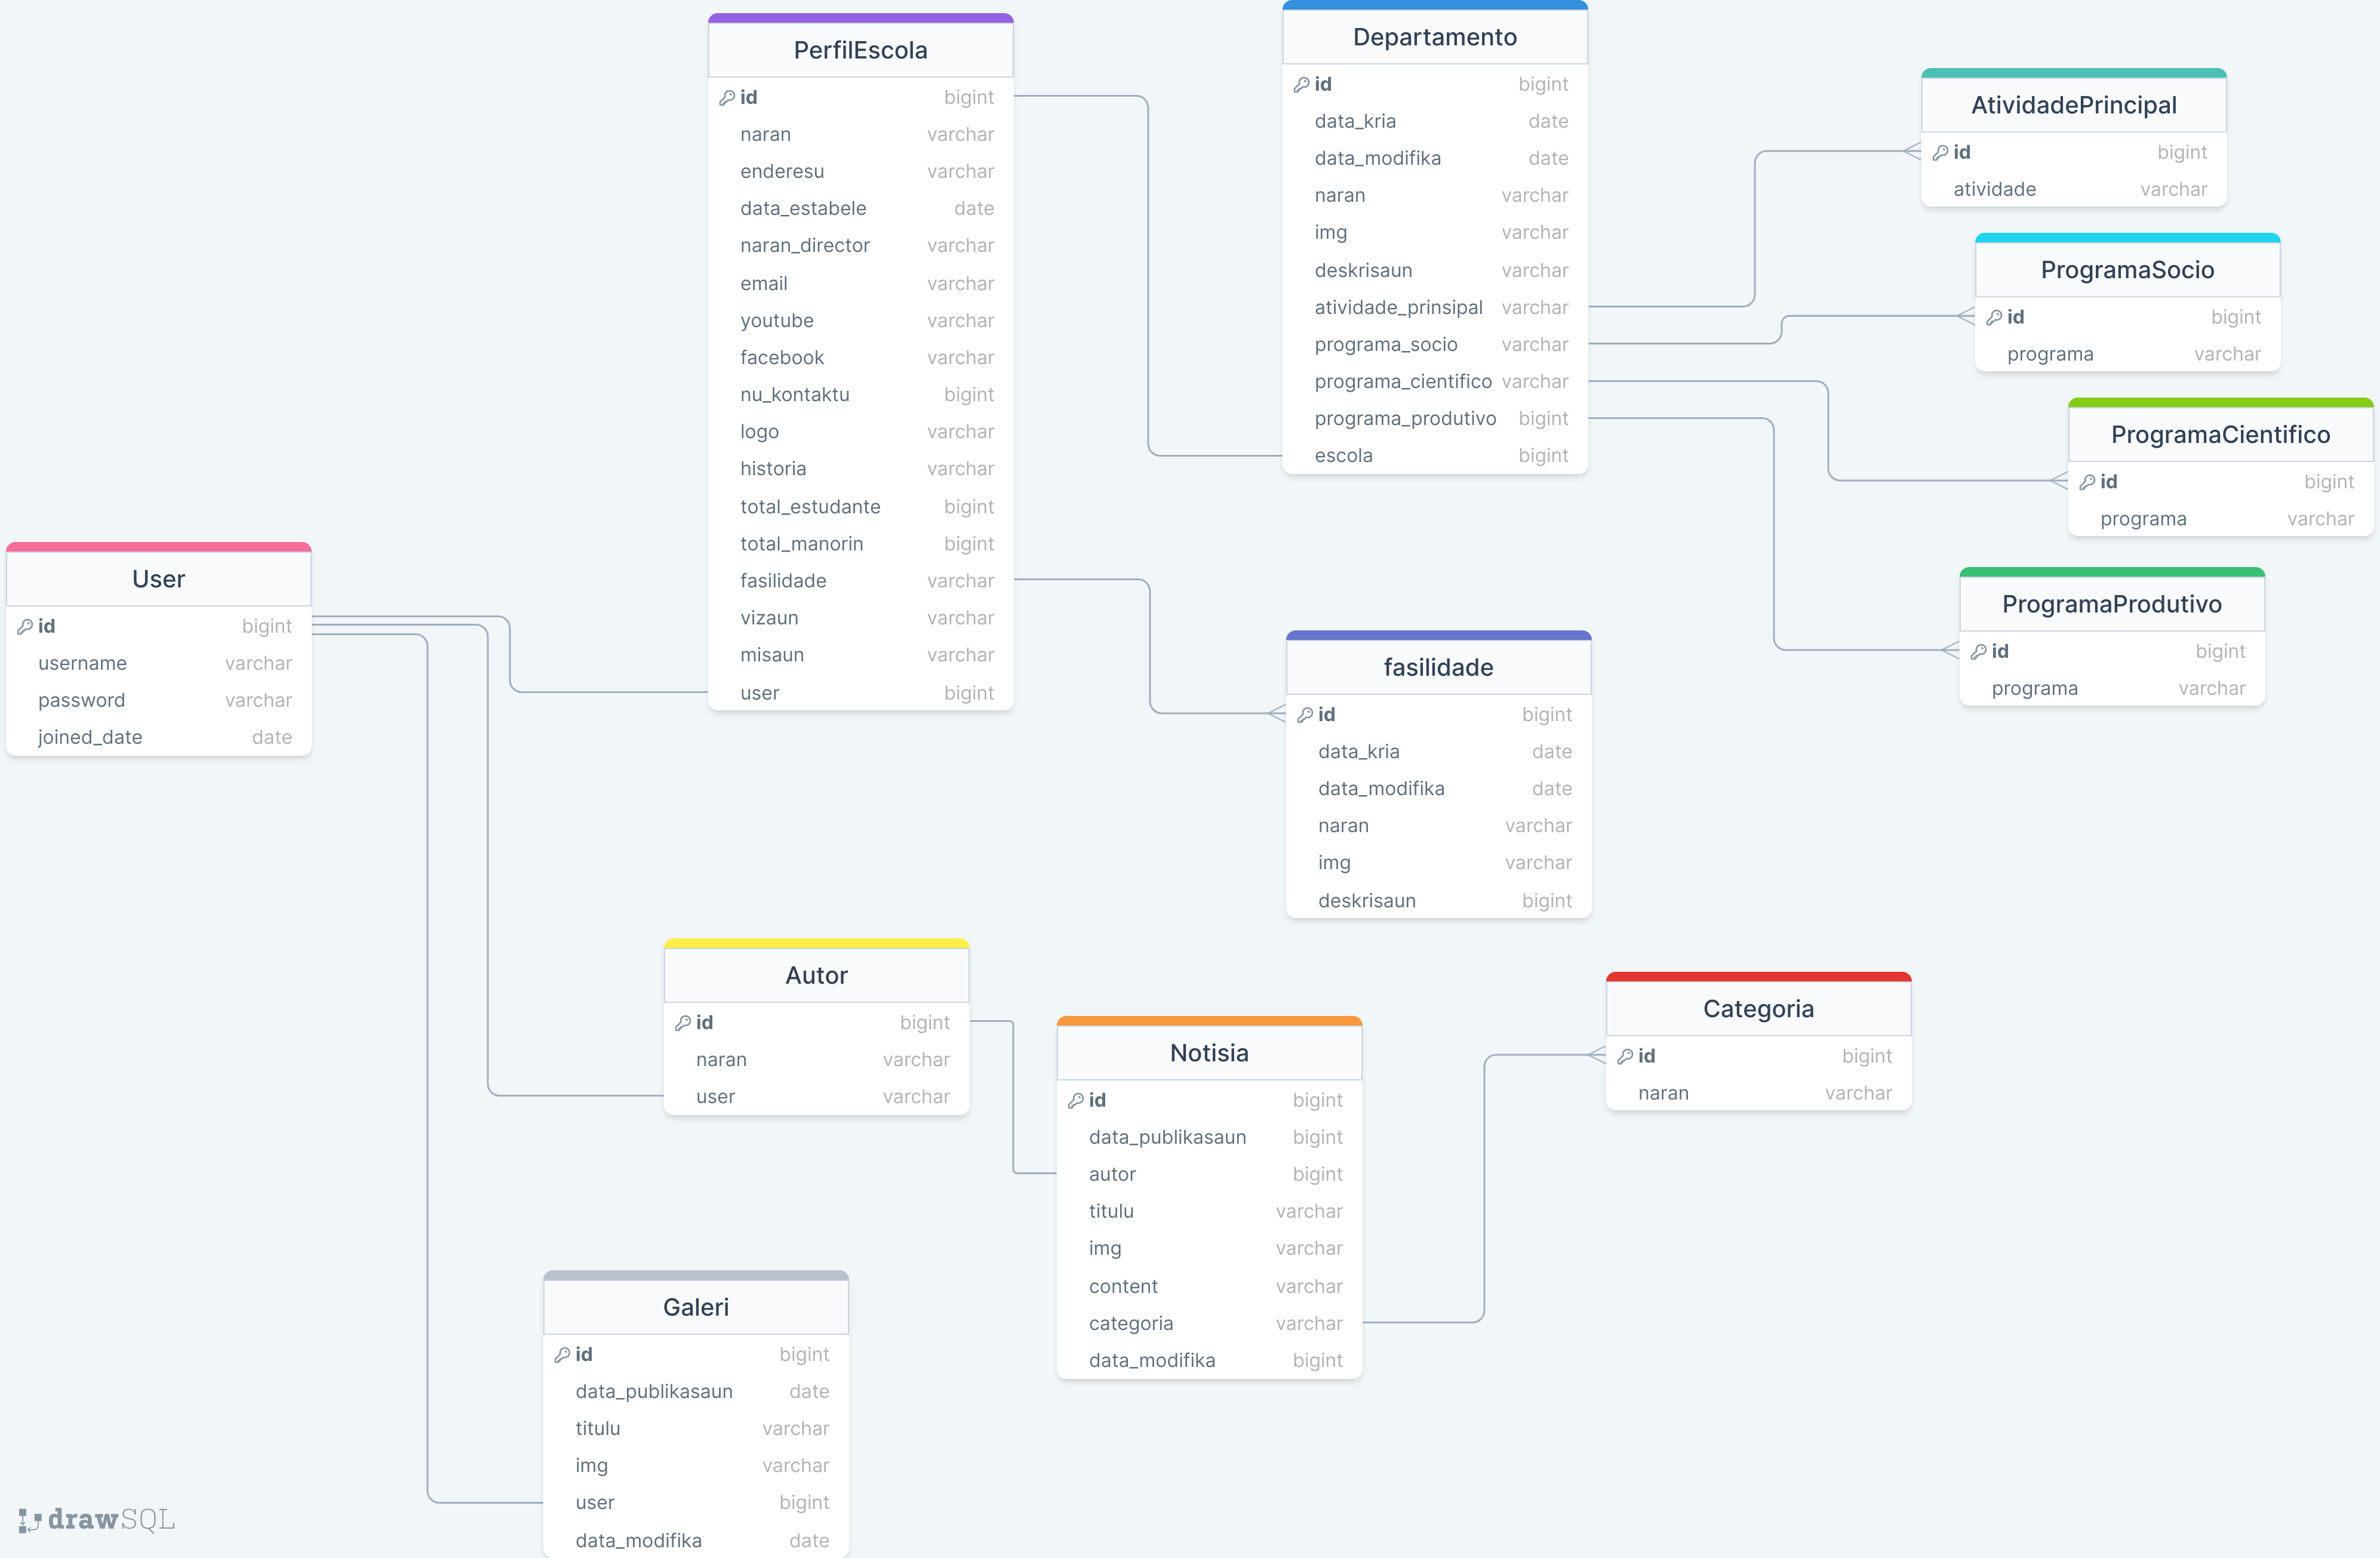 PerfilEscola
id bigint
naran varchar
enderesu varchar
data_estabele date
naran_director varchar
email varchar
youtube varchar
facebook varchar
nu_kontaktu bigint
logo varchar
historia varchar
total_estudante bigint
total_manorin bigint
fasilidade varchar
vizaun varchar
misaun varchar
user bigint
Departamento
id bigint
data_kria date
data_modifika date
naran varchar
img varchar
deskrisaun varchar
atividade_prinsipal varchar
programa_socio varchar
programa_cientifico varchar
programa_produtivo bigint
escola bigint
AtividadePrincipal
id bigint
atividade varchar
ProgramaSocio
id bigint
programa varchar
ProgramaCientifico
id bigint
programa varchar
ProgramaProdutivo
id bigint
programa varchar
User
id bigint
username varchar
password varchar
joined_date date
fasilidade
id bigint
data_kria date
data_modifika date
naran varchar
img varchar
deskrisaun bigint
Autor
id bigint
naran varchar
user varchar
Notisia
id bigint
data_publikasaun bigint
autor bigint
titulu varchar
img varchar
content varchar
categoria varchar
data_modifika bigint
Categoria
id bigint
naran varchar
Galeri
id bigint
data_publikasaun date
titulu varchar
img varchar
user bigint
data_modifika date
drawSQL